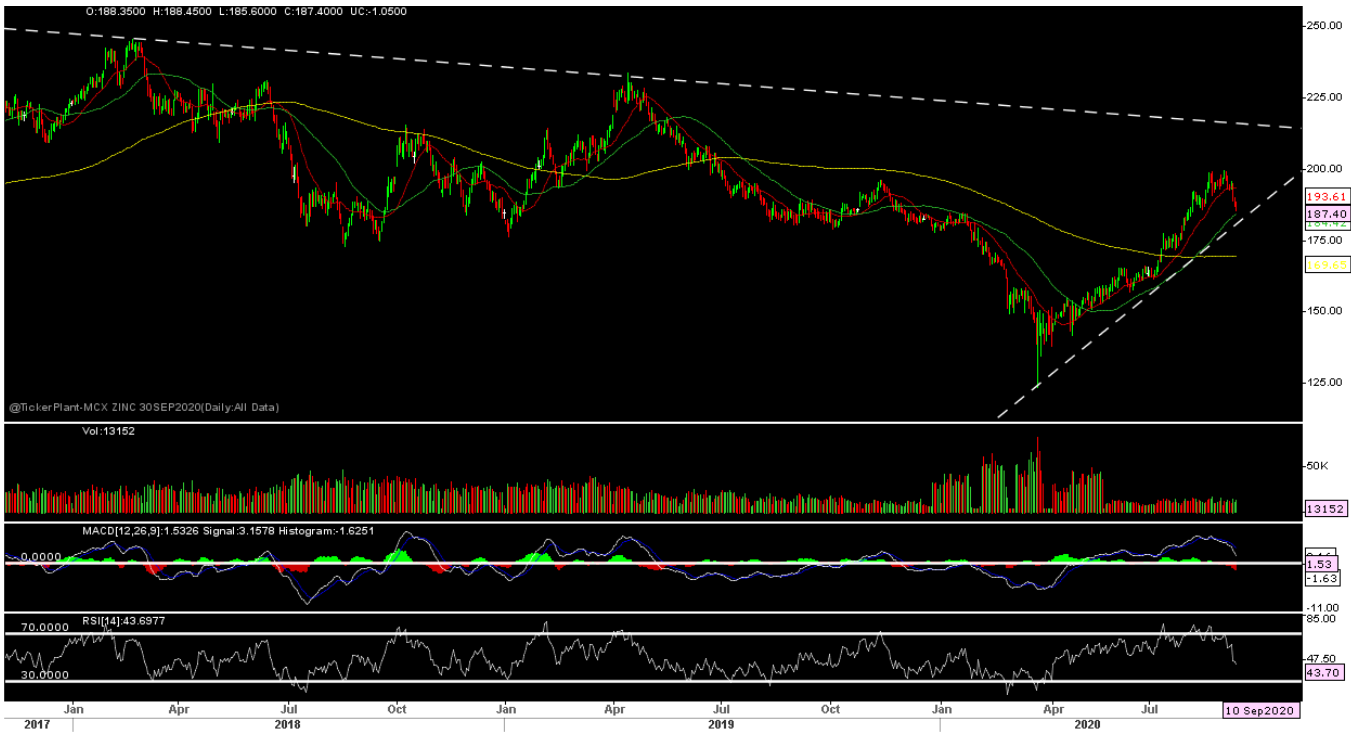 O:188.3500 H:188.4500 L:185.6000 C:187.4000 UC:-1.0500
250.00
225.00
200.00
193.61
187.40
184.42
175.00
169.65
150.00
125.00
@TickerPlant-MCX ZINC 30SEP2020(Daily:All Data)
Vol:13152
50K
13152
MACD[12,26,9]:1.5326 Signal:3.1578 Histogram:-1.6251
0.0000
1.53
-1.63
-11.00
RSI[14]:43.6977
85.00
70.0000
47.50
43.70
30.0000
Jan Apr Jul Oct Jan Apr Jul Oct Jan Apr Jul 10 Sep2020
2017 2018 2019 2020